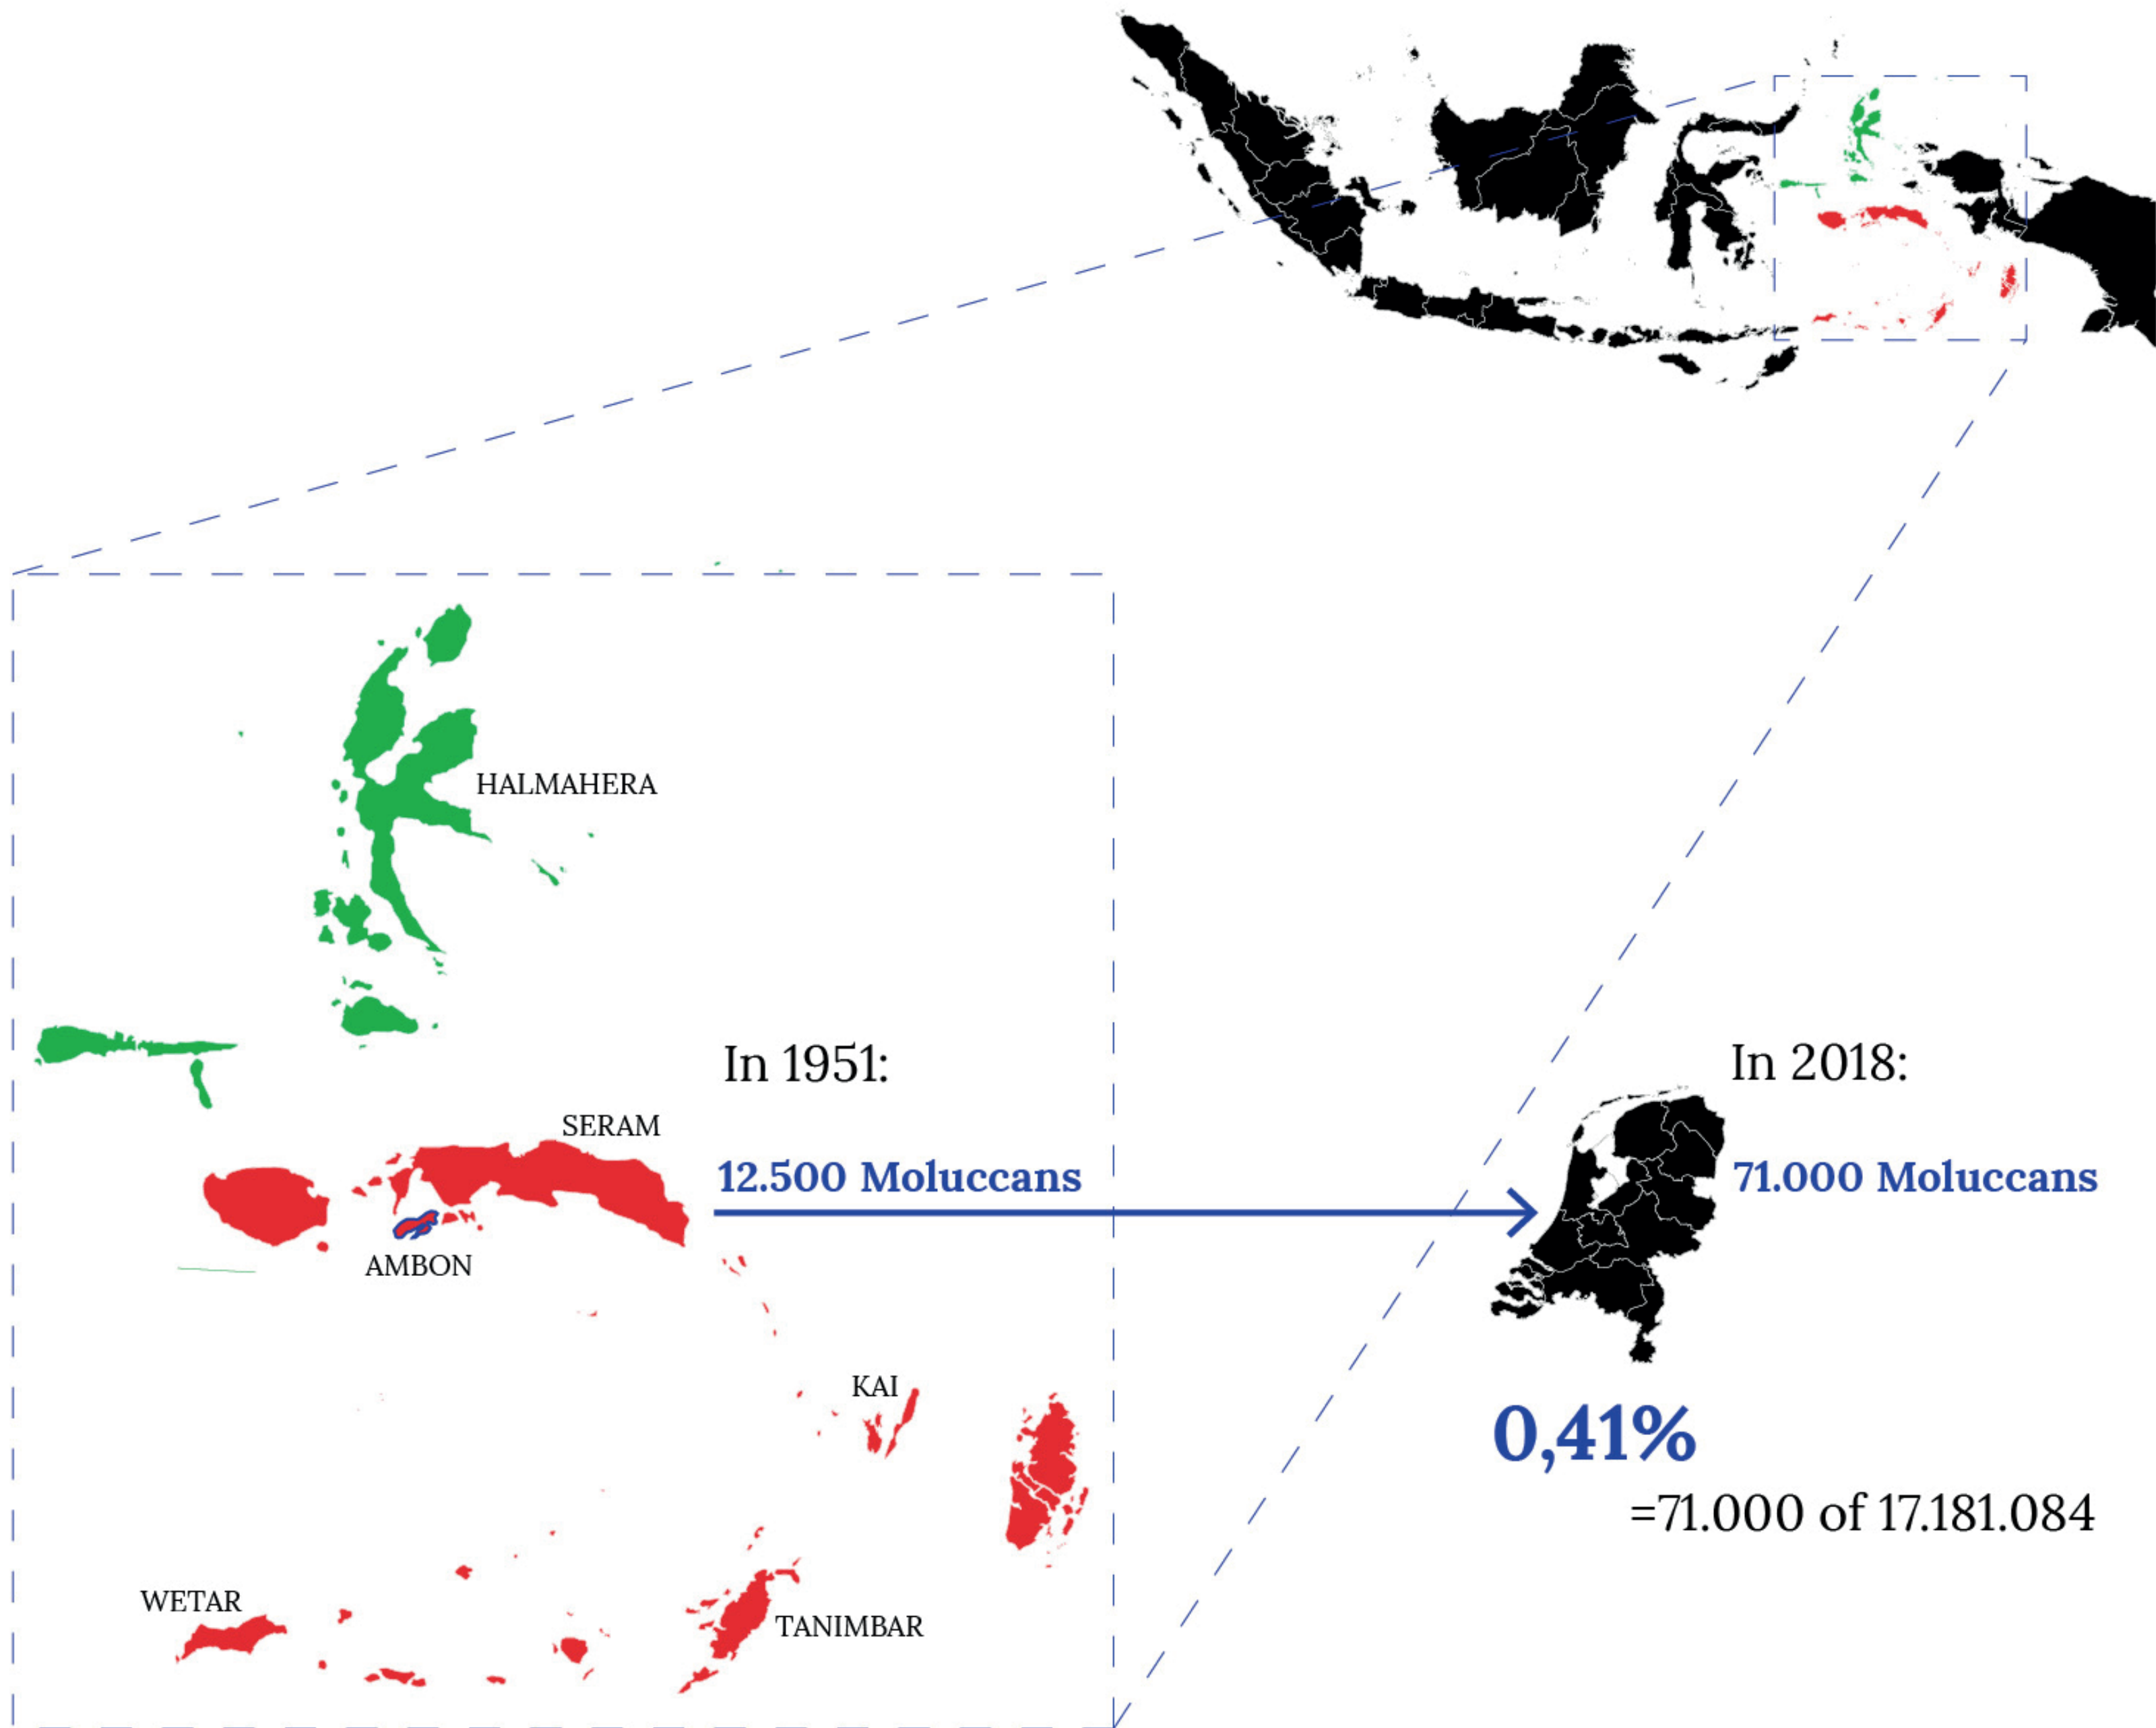 HALMAHERA
In 1951:
In 2018:
SERAM
12.500 Moluccans
71.000 Moluccans
AMBON
KAI
0,41%
=71.000 of 17.181.084
WETAR
TANIMBAR